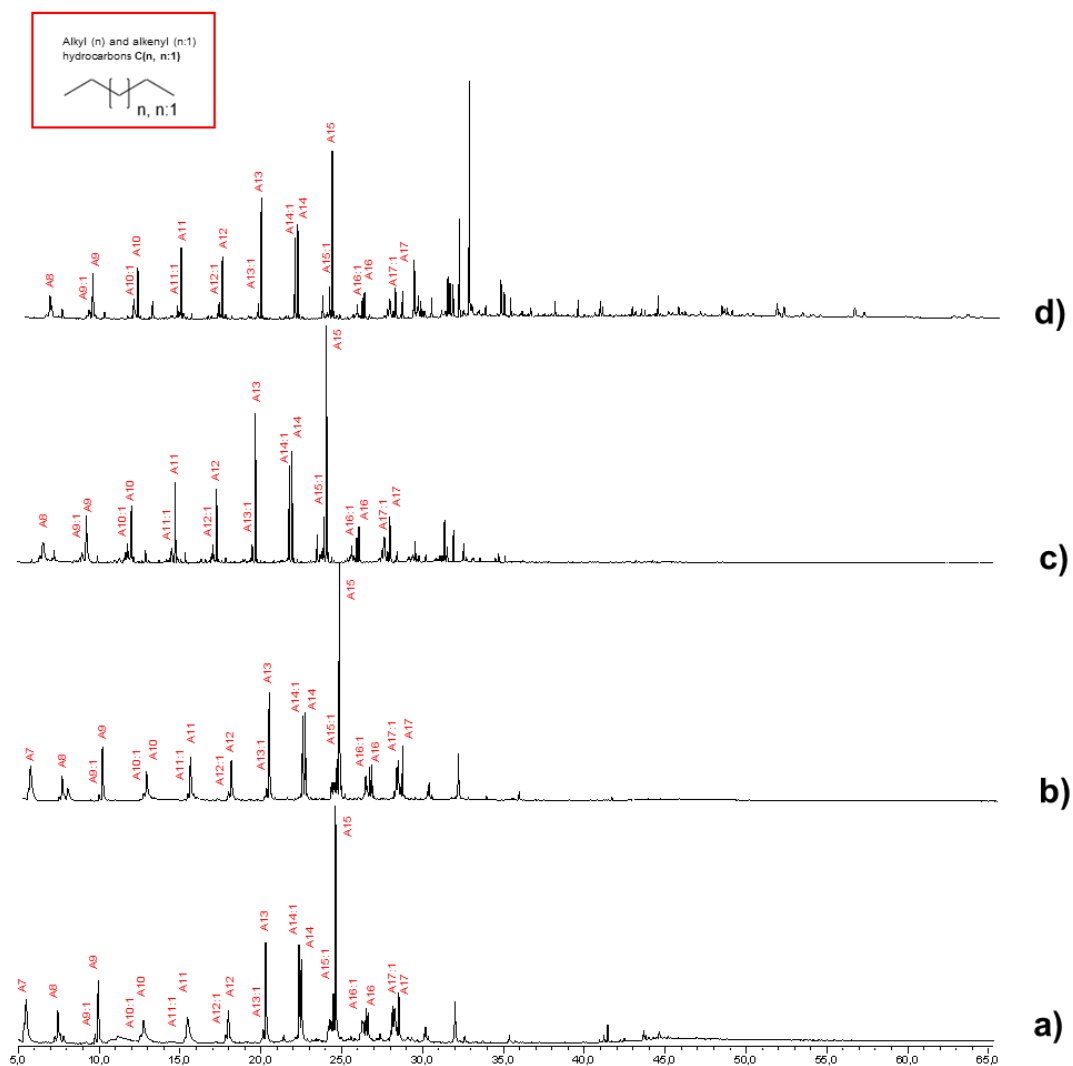 Alkyl (n) and alkenyl (n:1)
hydrocarbons C(n, n:1)
n, n:1
A8
A9:1
A9
A10:1
A10
A11:1
A11
A12:1
A12
A13:1
A13
A14:1
A14
A15:1
A15
A16:1
A16
A17:1
A17
d)
A8
A9:1
A9
A10:1
A10
A11:1
A11
A12:1
A12
A13:1
A13
A14:1
A14
A15:1
A15
A16:1
A16
A17:1
A17
c)
A7
A8
A9:1
A9
A10:1
A10
A11:1
A11
A12:1
A12
A13:1
A13
A14:1
A14
A15:1
A15
A16:1
A16
A17:1
A17
b)
A7
A8
A9:1
A9
A10:1
A10
A11:1
A11
A12:1
A12
A13:1
A13
A14:1
A14
A15:1
A15
A16:1
A16
A17:1
A17
a)
5,0 10,0 15,0 20,0 25,0 30,0 35,0 40,0 45,0 50,0 55,0 60,0 65,0